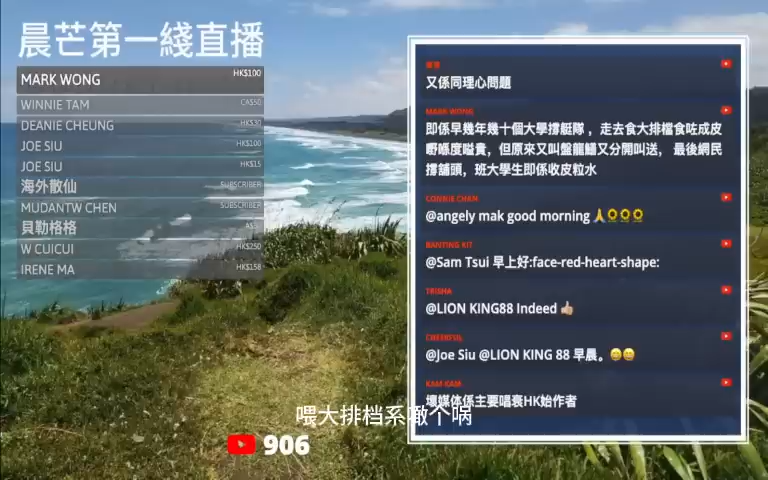 晨芒第一綫直播
MARK WONG HK$100
WINNIE TAM CA$50
DEANIE CHEUNG HK$30
JOE SIU HK$100
JOE SIU HK$15
海外散仙 SUBSCRIBER
MUDANTW CHEN SUBSCRIBER
貝勒格格
W CUICUI HK$250
IRENE MA HK$158
又係同理心問題
MARK WONG
即係早幾年幾十個大學撐艇隊，走去食大排檔食咗成皮
嘢喺度嗌貴，但原來又叫盤龍鱔又分開叫送， 最後網民
撐舖頭，班大學生即係收皮粒水
CONNIE CHAN
@angely mak good morning 🙏🌻🌻🌻
BANTING KIT
@Sam Tsui 早上好:face-red-heart-shape:
TRISHA
@LION KING88 Indeed 👍🏼
CHEERFUL
@Joe Siu @LION KING 88 早晨。😄😄
KAM KAM
壞媒体係主要唱衰HK始作者
喂大排档系噉个㖞
906